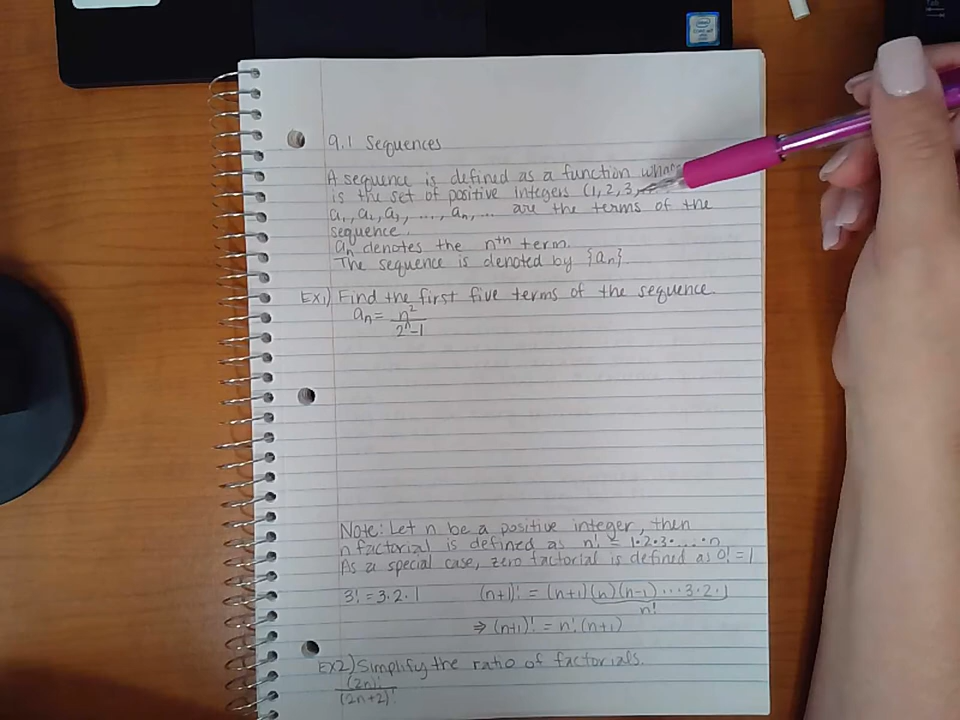 9.1 Sequences
A sequence is defined as a function
is the set of positive integers (1, 2, 3,
a₁, a₂, a₃, ...., aₙ, ... are the terms of the
sequence.
aₙ denotes the nth term.
The sequence is denoted by {aₙ}
EX1) Find the first five terms of the sequence.
aₙ = n²/(2ⁿ-1)
Note: Let n be a positive integer, then
n factorial is defined as n! = 1•2•3•....•n
As a special case, zero factorial is defined as 0! = 1
3! = 3·2·1 (n+1)! = (n+1)(n)(n-1)···3·2·1
n!
⇒ (n+1)! = n!(n+1)
EX2) Simplify the ratio of factorials.
(2n)!
(2n+2)!